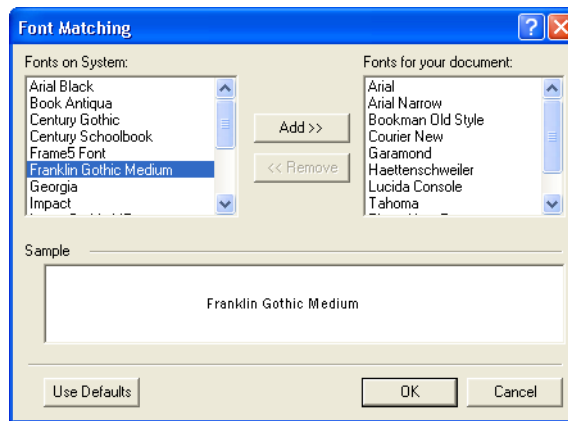 Font Matching
Fonts on System:
Arial Black
Book Antiqua
Century Gothic
Century Schoolbook
Frame5 Font
Franklin Gothic Medium
Georgia
Impact
Add >>
<< Remove
Fonts for your document:
Arial
Arial Narrow
Bookman Old Style
Courier New
Garamond
Haettenschweiler
Lucida Console
Tahoma
Sample
Franklin Gothic Medium
Use Defaults
OK
Cancel